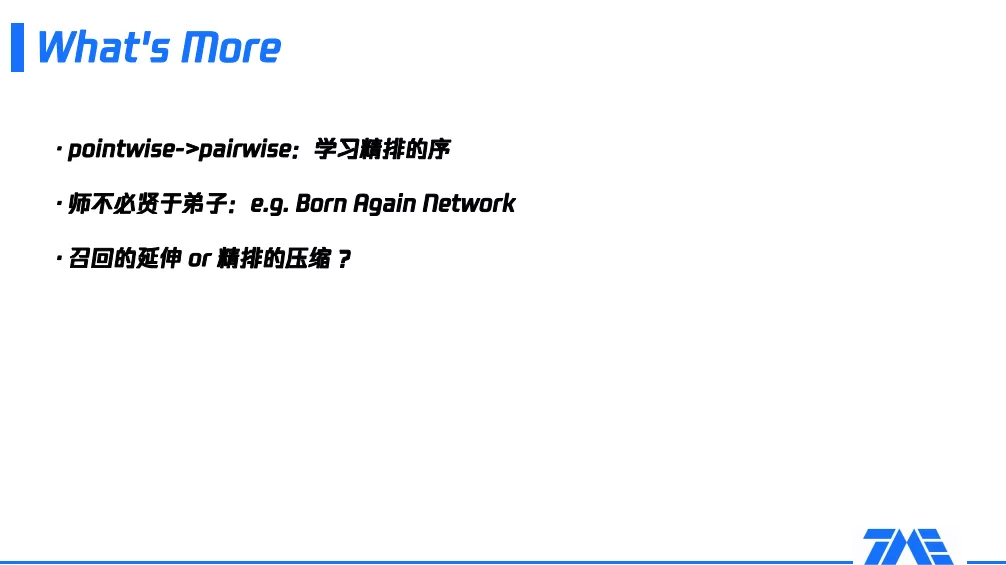 What's More
· pointwise->pairwise：学习精排的序
· 师不必贤于弟子：e.g. Born Again Network
· 召回的延伸 or 精排的压缩？
TME